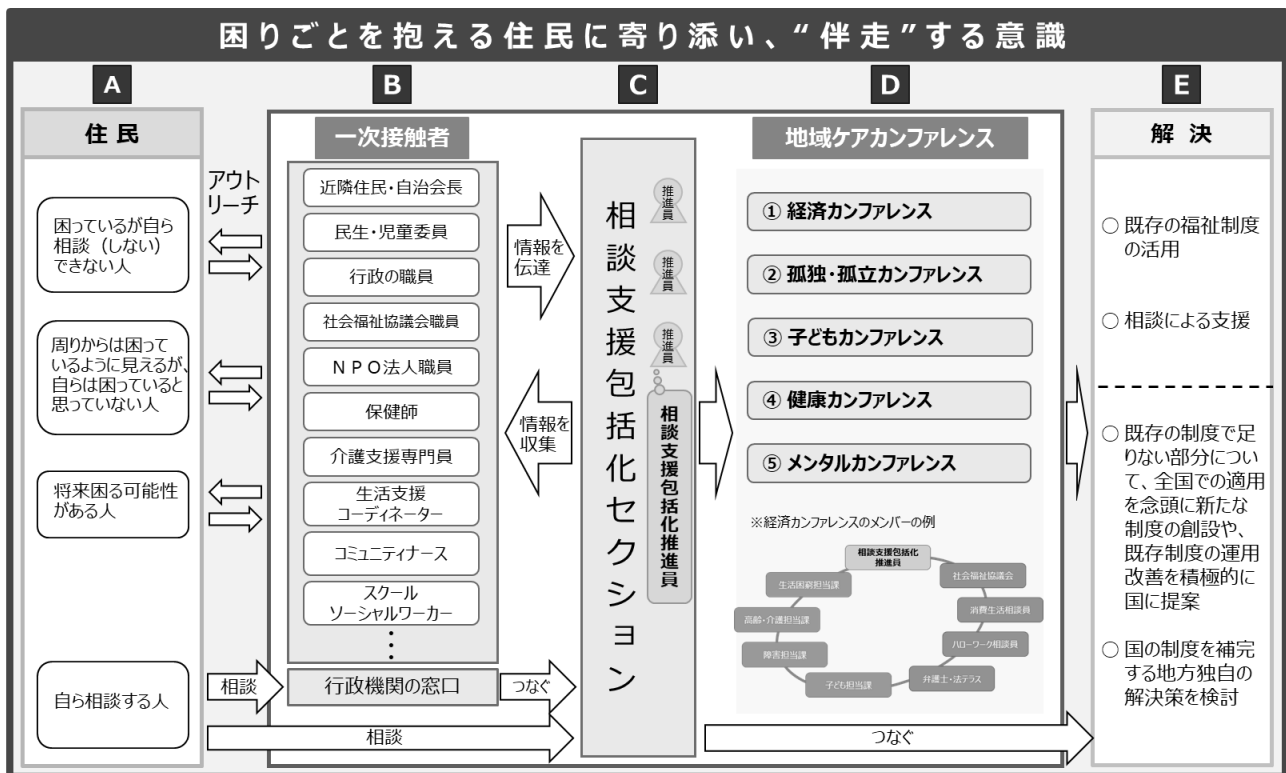 困りごとを抱える住民に寄り添い、“伴走”する意識
A
住 民
困っているが自ら
相談（しない）
できない人
周りからは困って
いるように見えるが、
自らは困っていると
思っていない人
将来困る可能性
がある人
自ら相談する人
アウト
リーチ
相談
相談
B
一次接触者
近隣住民・自治会長
民生・児童委員
行政の職員
社会福祉協議会職員
ＮＰＯ法人職員
保健師
介護支援専門員
生活支援
コーディネーター
コミュニティナース
スクール
ソーシャルワーカー
⋮
行政機関の窓口
情報を
伝達
情報を
収集
つなぐ
C
相談支援包括化セクション
推進員
推進員
推進員
相談支援包括化推進員
D
地域ケアカンファレンス
① 経済カンファレンス
② 孤独・孤立カンファレンス
③ 子どもカンファレンス
④ 健康カンファレンス
⑤ メンタルカンファレンス
※経済カンファレンスのメンバーの例
相談支援包括化
推進員
社会福祉協議会
消費生活相談員
ハローワーク相談員
弁護士・法テラス
子ども担当課
障害担当課
高齢・介護担当課
生活困窮担当課
つなぐ
E
解 決
○ 既存の福祉制度
の活用
○ 相談による支援
○ 既存の制度で足
りない部分につい
て、全国での適用
を念頭に新たな
制度の創設や、
既存制度の運用
改善を積極的に
国に提案
○ 国の制度を補完
する地方独自の
解決策を検討